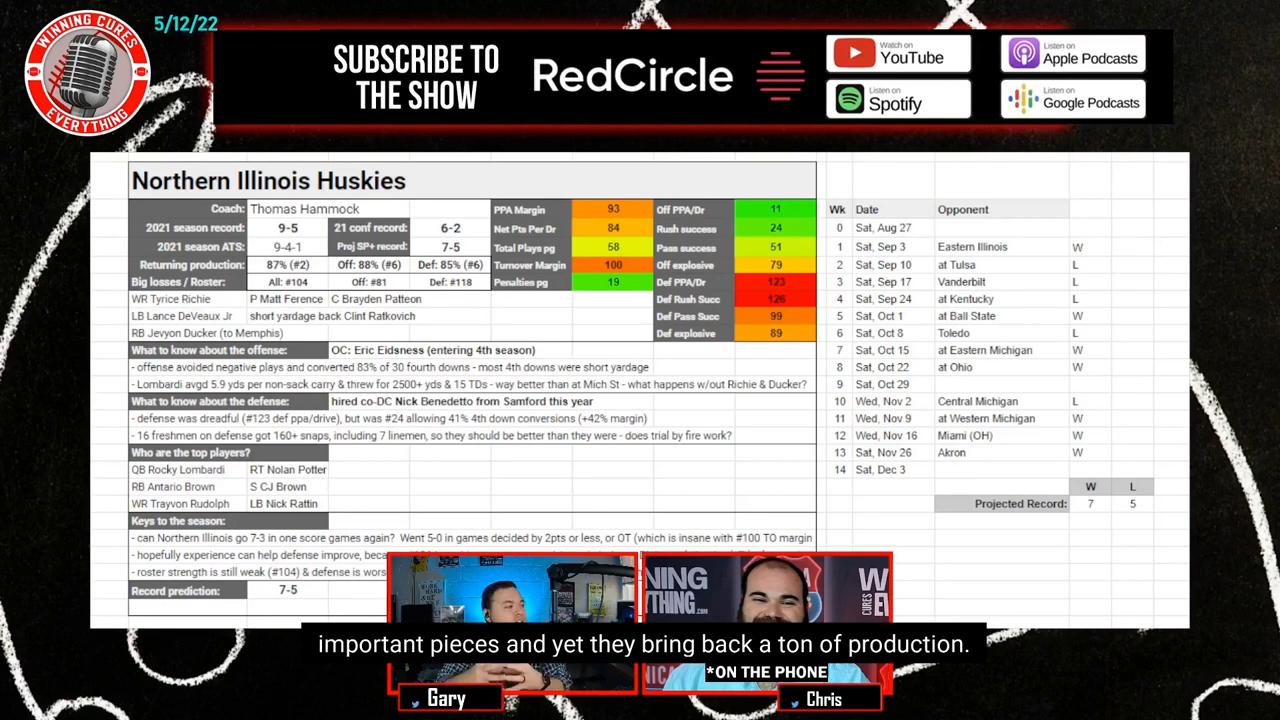 5/12/22
WINNING CURES
EVERYTHING
SUBSCRIBE TO
THE SHOW
RedCircle
Watch on
YouTube
Listen on
Spotify
Listen on
Apple Podcasts
Listen on
Google Podcasts
Northern Illinois Huskies
Coach: Thomas Hammock PPA Margin 93 Off PPA/Dr 11
2021 season record: 9-5 21 conf record: 6-2 Net Pts Per Dr 84 Rush success 24
2021 season ATS: 9-4-1 Proj SP+ record: 7-5 Total Plays pg 58 Pass success 51
Returning production: 87% (#2) Off: 88% (#6) Def: 85% (#6) Turnover Margin 100 Off explosive 79
Big losses / Roster: All: #104 Off: #81 Def: #118 Penalties pg 19 Def PPA/Dr 123
WR Tyrice Richie P Matt Ference C Brayden Patteon Def Rush Succ 126
LB Lance DeVeaux Jr short yardage back Clint Ratkovich Def Pass Succ 99
RB Jevyon Ducker (to Memphis) Def explosive 89
What to know about the offense: OC: Eric Eidsness (entering 4th season)
- offense avoided negative plays and converted 83% of 30 fourth downs - most 4th downs were short yardage
- Lombardi avgd 5.9 yds per non-sack carry & threw for 2500+ yds & 15 TDs - way better than at Mich St - what happens w/out Richie & Ducker?
What to know about the defense: hired co-DC Nick Benedetto from Samford this year
- defense was dreadful (#123 def ppa/drive), but was #24 allowing 41% 4th down conversions (+42% margin)
- 16 freshmen on defense got 160+ snaps, including 7 linemen, so they should be better than they were - does trial by fire work?
Who are the top players?
QB Rocky Lombardi RT Nolan Potter
RB Antario Brown S CJ Brown
WR Trayvon Rudolph LB Nick Rattin
Keys to the season:
- can Northern Illinois go 7-3 in one score games again? Went 5-0 in games decided by 2pts or less, or OT (which is insane with #100 TO margin
- hopefully experience can help defense improve,
- roster strength is still weak (#104) & defense is
Record prediction: 7-5
Wk Date Opponent
0 Sat, Aug 27
1 Sat, Sep 3 Eastern Illinois W
2 Sat, Sep 10 at Tulsa L
3 Sat, Sep 17 Vanderbilt L
4 Sat, Sep 24 at Kentucky L
5 Sat, Oct 1 at Ball State W
6 Sat, Oct 8 Toledo L
7 Sat, Oct 15 at Eastern Michigan W
8 Sat, Oct 22 at Ohio W
9 Sat, Oct 29
10 Wed, Nov 2 Central Michigan L
11 Wed, Nov 9 at Western Michigan W
12 Wed, Nov 16 Miami (OH) W
13 Sat, Nov 26 Akron W
14 Sat, Dec 3
W L
Projected Record: 7 5
important pieces and yet they bring back a ton of production.
*ON THE PHONE
Gary
Chris